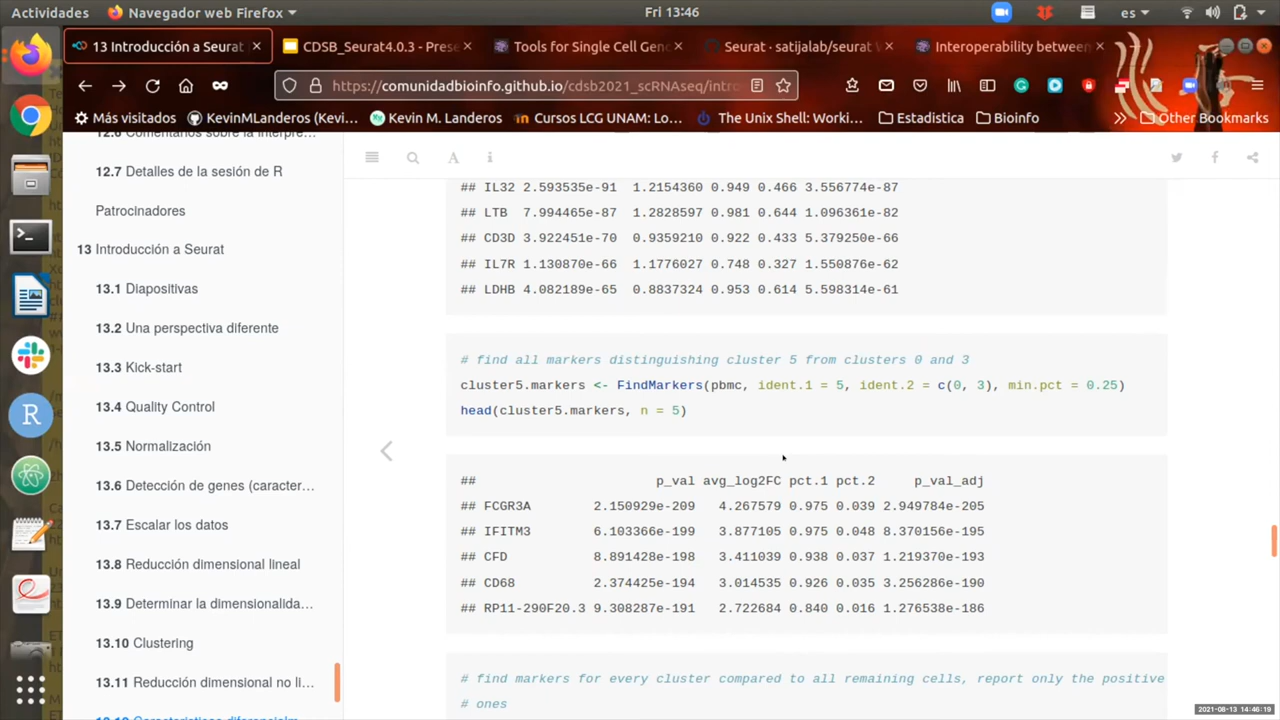 Actividades Navegador web Firefox Fri 13:46 es
13 Introducción a Seurat CDSB_Seurat4.0.3 - Prese Tools for Single Cell Gen Seurat · satijalab/seurat W Interoperability between
https://comunidadbioinfo.github.io/cdsb2021_scRNAseq/intro
Más visitados KevinMLanderos (Kevi… Kevin M. Landeros Cursos LCG UNAM: Lo… The Unix Shell: Worki… Estadistica Bioinfo Other Bookmarks
12.6 Comentarios sobre la interpre…
12.7 Detalles de la sesión de R
Patrocinadores
13 Introducción a Seurat
13.1 Diapositivas
13.2 Una perspectiva diferente
13.3 Kick-start
13.4 Quality Control
13.5 Normalización
13.6 Detección de genes (caracter…
13.7 Escalar los datos
13.8 Reducción dimensional lineal
13.9 Determinar la dimensionalida…
13.10 Clustering
13.11 Reducción dimensional no li…
## IL32 2.593535e-91 1.2154360 0.949 0.466 3.556774e-87
## LTB 7.994465e-87 1.2828597 0.981 0.644 1.096361e-82
## CD3D 3.922451e-70 0.9359210 0.922 0.433 5.379250e-66
## IL7R 1.130870e-66 1.1776027 0.748 0.327 1.550876e-62
## LDHB 4.082189e-65 0.8837324 0.953 0.614 5.598314e-61
# find all markers distinguishing cluster 5 from clusters 0 and 3
cluster5.markers <- FindMarkers(pbmc, ident.1 = 5, ident.2 = c(0, 3), min.pct = 0.25)
head(cluster5.markers, n = 5)
## p_val avg_log2FC pct.1 pct.2 p_val_adj
## FCGR3A 2.150929e-209 4.267579 0.975 0.039 2.949784e-205
## IFITM3 6.103366e-199 3.877105 0.975 0.048 8.370156e-195
## CFD 8.891428e-198 3.411039 0.938 0.037 1.219370e-193
## CD68 2.374425e-194 3.014535 0.926 0.035 3.256286e-190
## RP11-290F20.3 9.308287e-191 2.722684 0.840 0.016 1.276538e-186
# find markers for every cluster compared to all remaining cells, report only the positive
# ones
2021-08-13 14:46:19